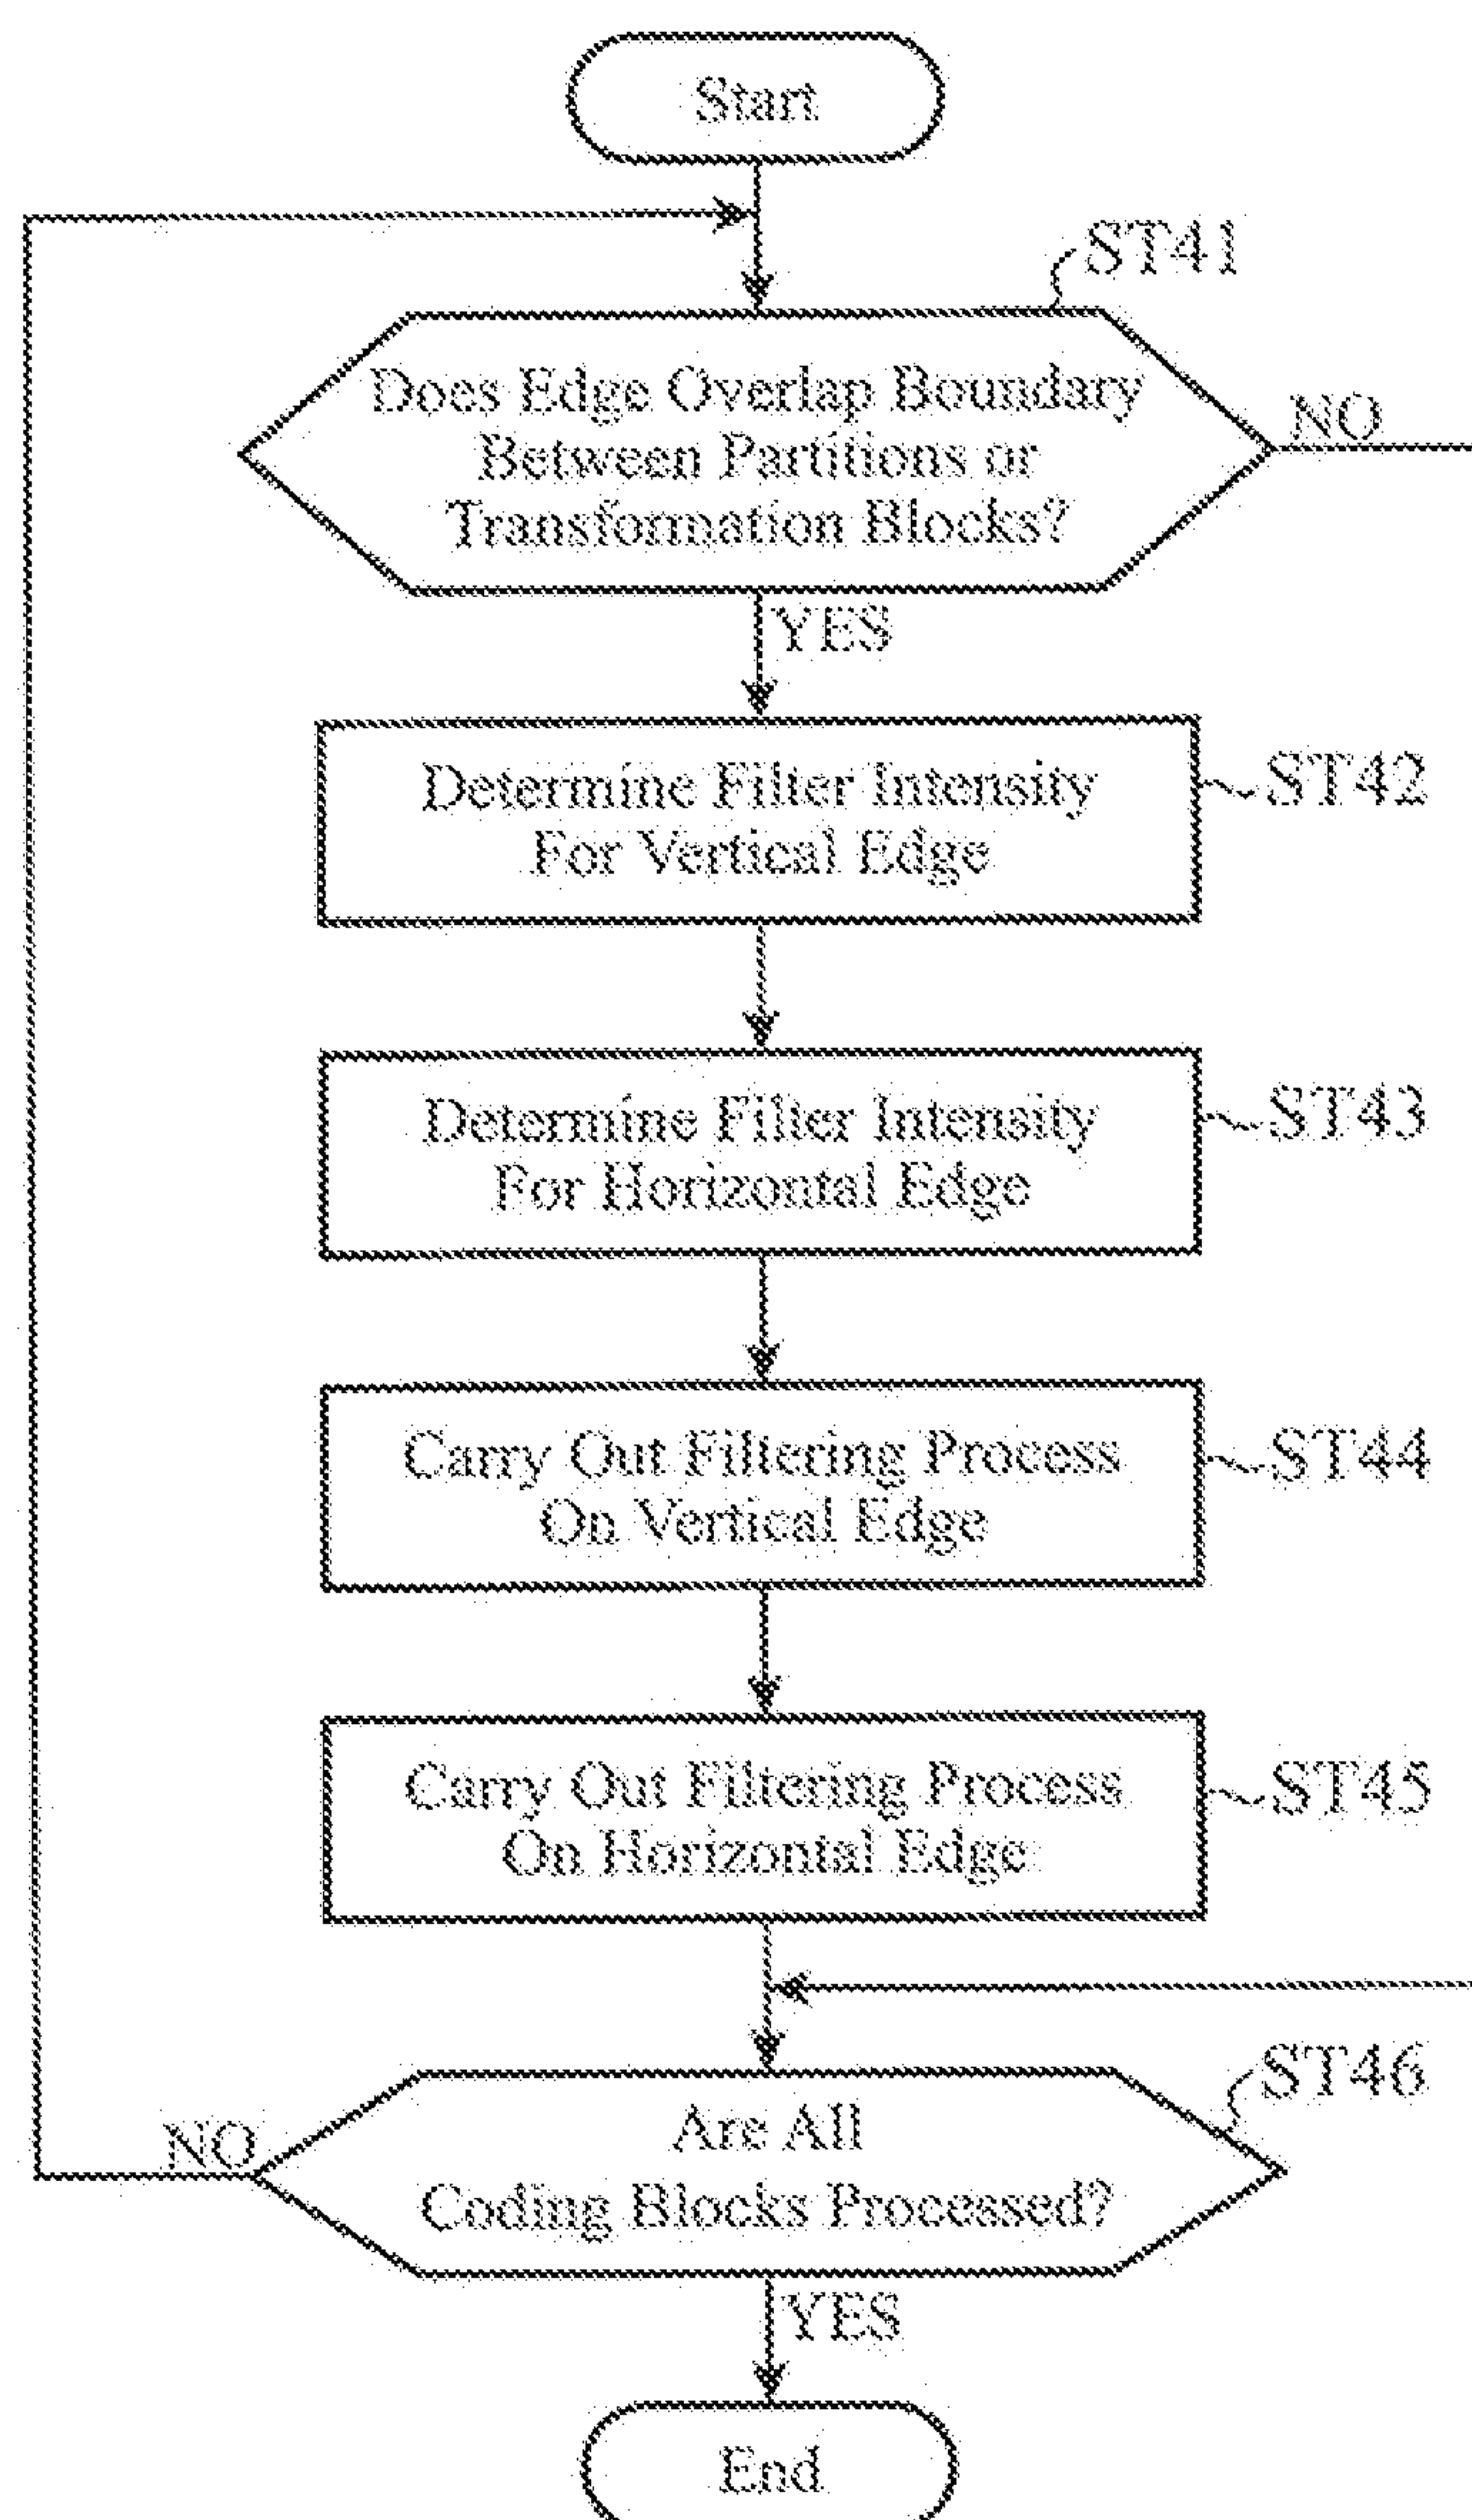 Start
ST41
Does Edge Overlap Boundary
Between Partitions or
Transformation Blocks?
NO
YES
Determine Filter Intensity
For Vertical Edge
ST42
Determine Filter Intensity
For Horizontal Edge
ST43
Carry Out Filtering Process
On Vertical Edge
ST44
Carry Out Filtering Process
On Horizontal Edge
ST45
ST46
Are All
Coding Blocks Processed?
NO
YES
End